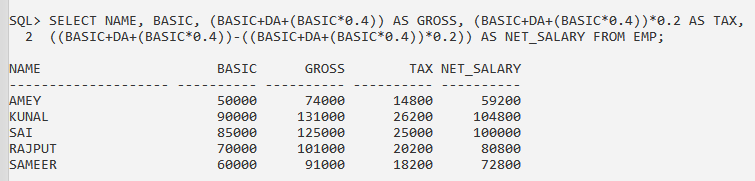 SQL> SELECT NAME, BASIC, (BASIC+DA+(BASIC*0.4)) AS GROSS, (BASIC+DA+(BASIC*0.4))*0.2 AS TAX,
2 ((BASIC+DA+(BASIC*0.4))-((BASIC+DA+(BASIC*0.4))*0.2)) AS NET_SALARY FROM EMP;
NAME BASIC GROSS TAX NET_SALARY
-------------------- ---------- ---------- ---------- ----------
AMEY 50000 74000 14800 59200
KUNAL 90000 131000 26200 104800
SAI 85000 125000 25000 100000
RAJPUT 70000 101000 20200 80800
SAMEER 60000 91000 18200 72800